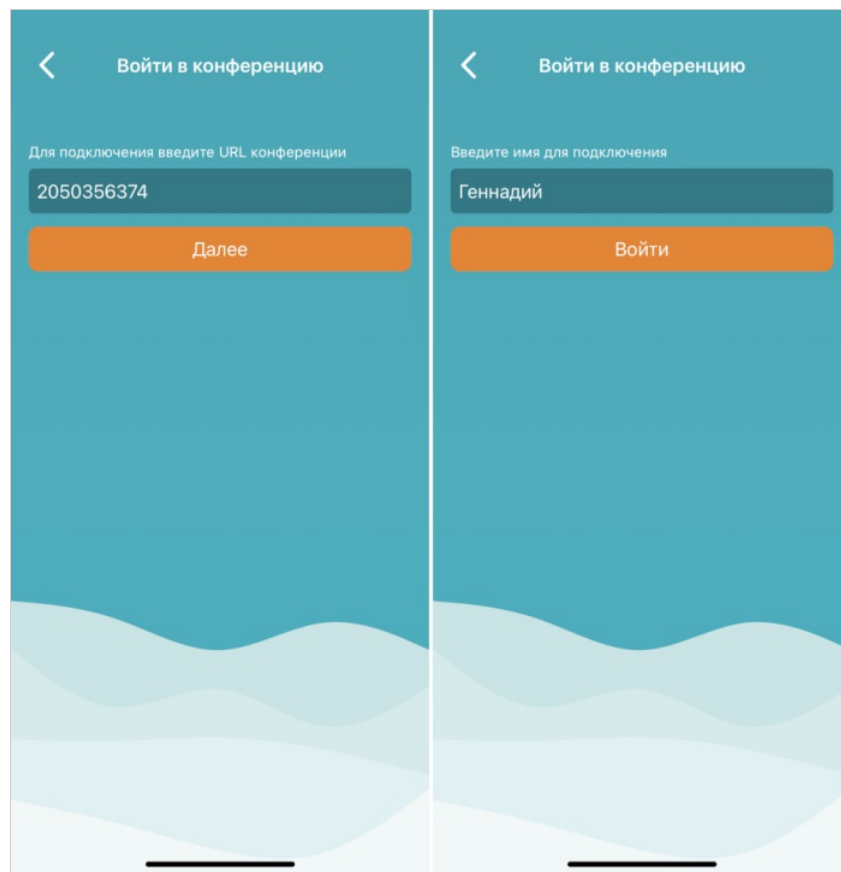 Войти в конференцию
Для подключения введите URL конференции
2050356374
Далее
Войти в конференцию
Введите имя для подключения
Геннадий
Войти